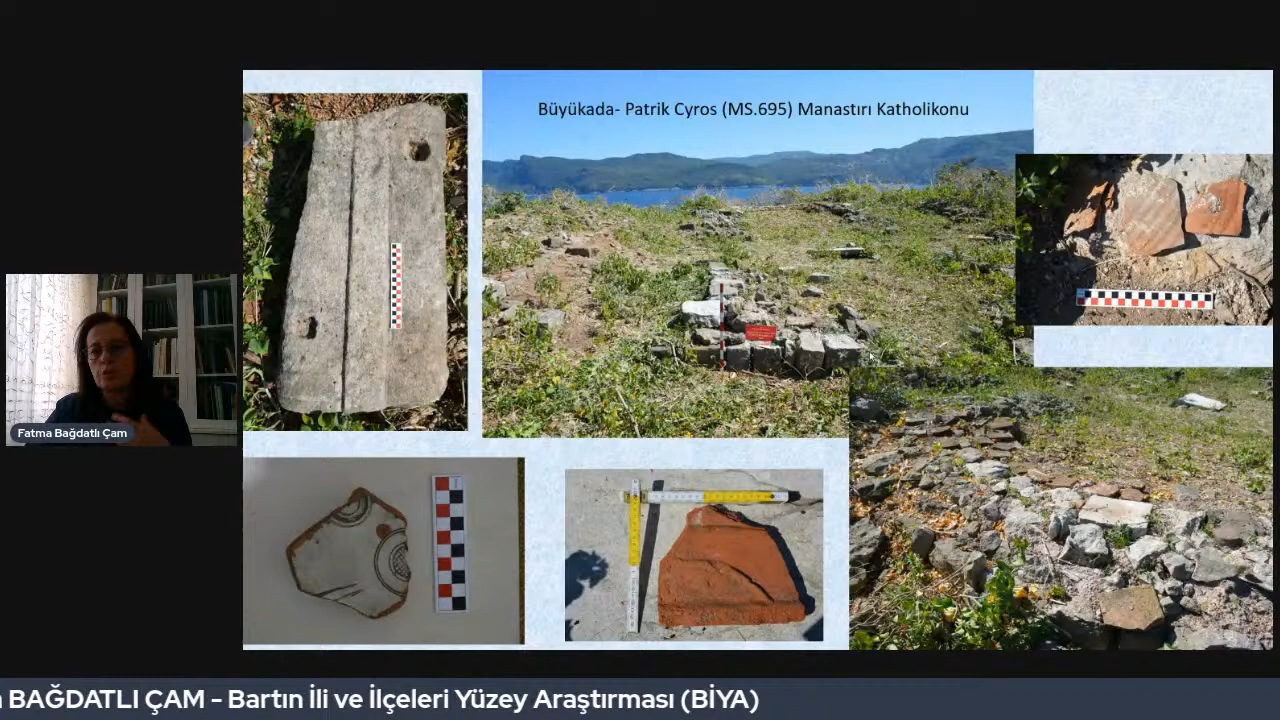 Büyükada- Patrik Cyros (MS.695) Manastırı Katholikonu
Fatma Bağdatlı Çam
BAĞDATLI ÇAM - Bartın İli ve İlçeleri Yüzey Araştırması (BİYA)